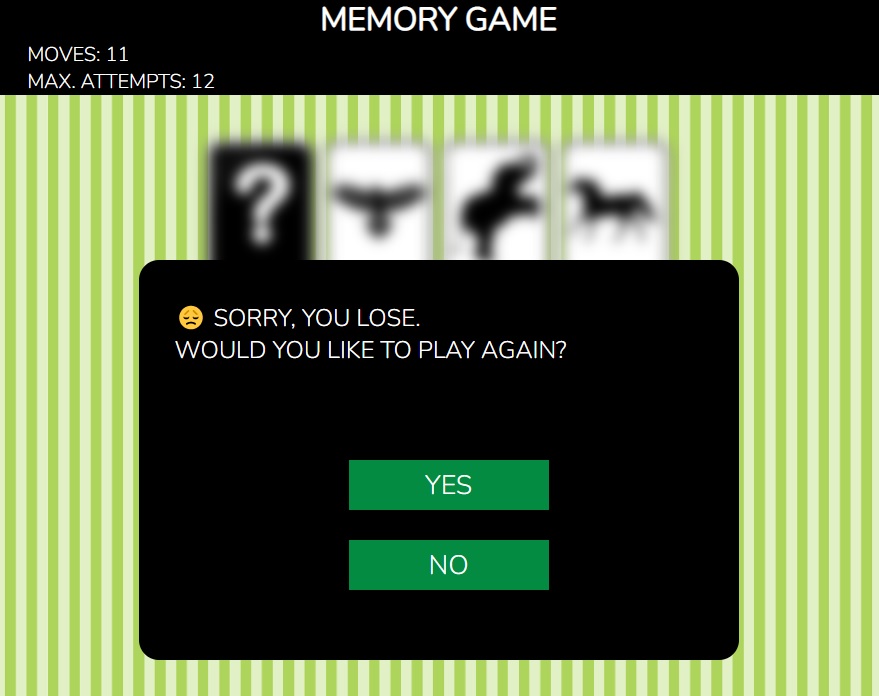 MEMORY GAME
MOVES: 11
MAX. ATTEMPTS: 12
?
😞 SORRY, YOU LOSE.
WOULD YOU LIKE TO PLAY AGAIN?
YES
NO